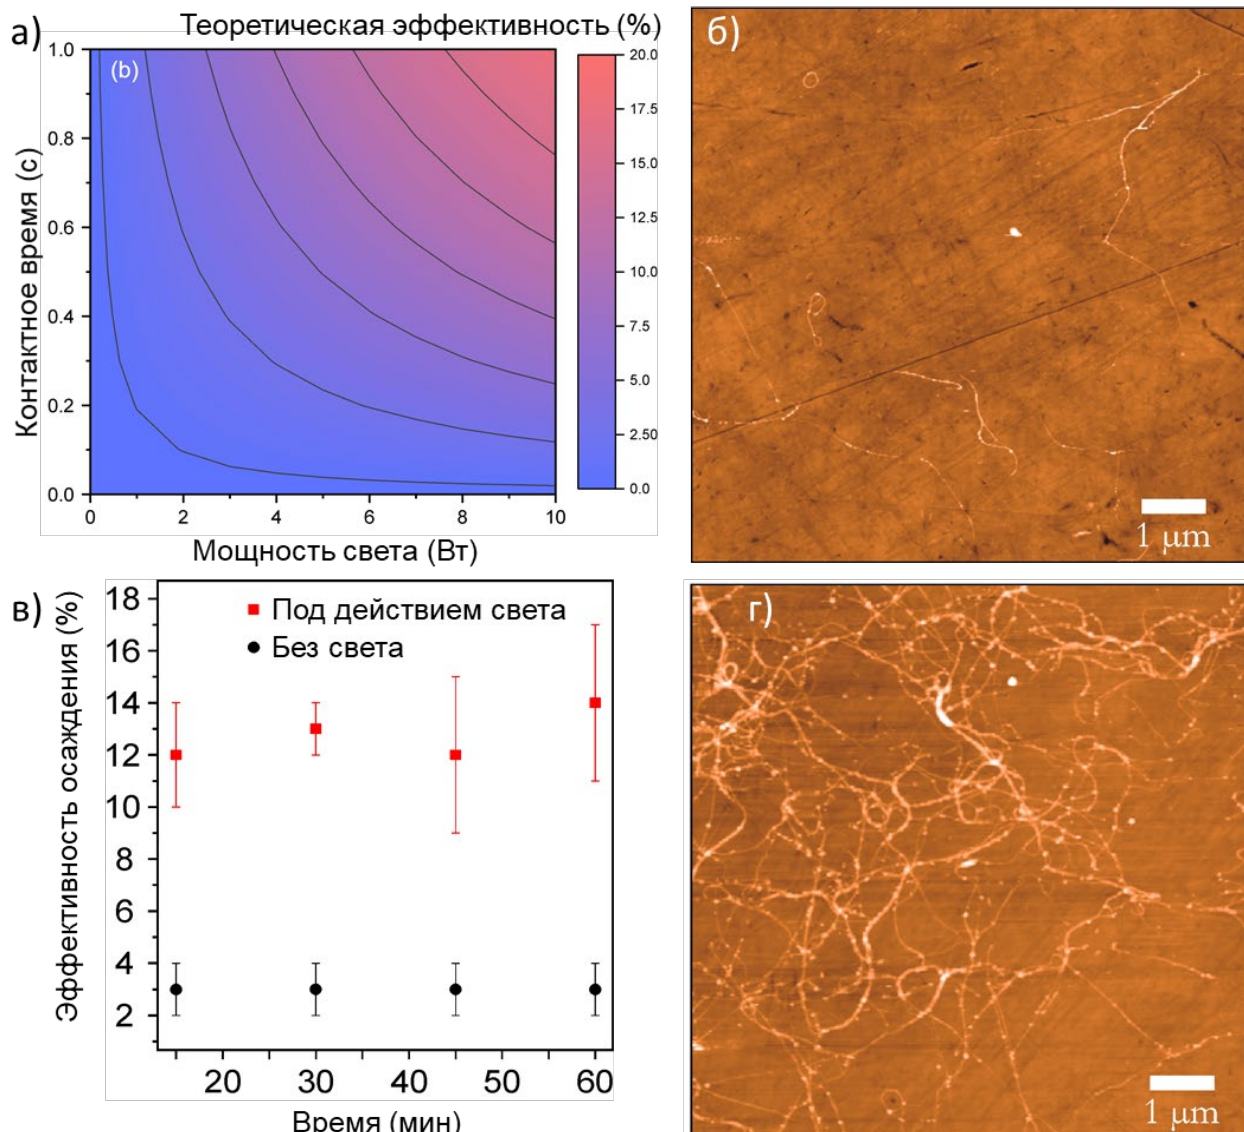 а)
Теоретическая эффективность (%)
(b)
Контактное время (с)
1.0
0.8
0.6
0.4
0.2
0.0
0 2 4 6 8 10
Мощность света (Вт)
20.0
17.5
15.0
12.5
10.0
7.5
5.0
2.50
0.0
б)
1 μm
в)
Эффективность осаждения (%)
18
16
14
12
10
8
6
4
2
Под действием света
Без света
20 30 40 50 60
Время (мин)
г)
1 μm